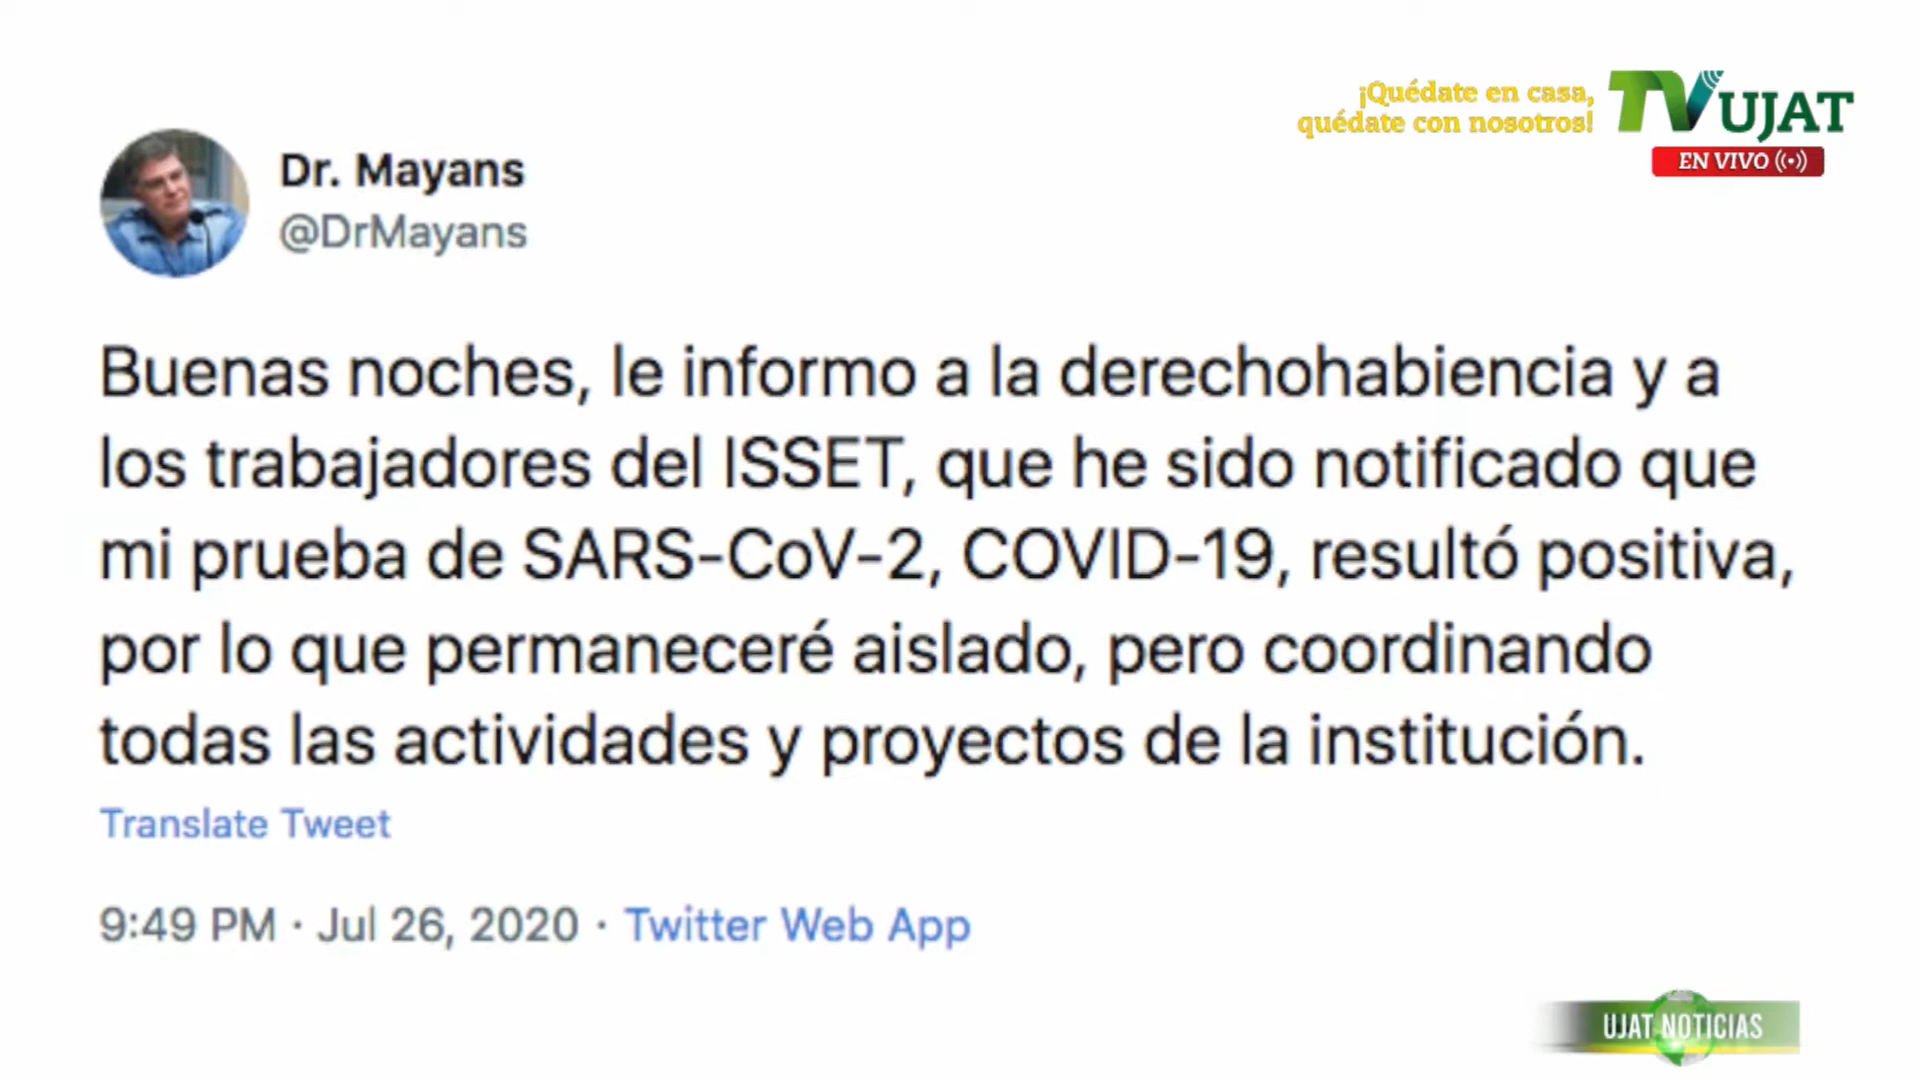 ¡Quédate en casa,
quédate con nosotros!
TVUJAT
EN VIVO
Dr. Mayans
@DrMayans
Buenas noches, le informo a la derechohabiencia y a
los trabajadores del ISSET, que he sido notificado que
mi prueba de SARS-CoV-2, COVID-19, resultó positiva,
por lo que permaneceré aislado, pero coordinando
todas las actividades y proyectos de la institución.
Translate Tweet
9:49 PM · Jul 26, 2020 · Twitter Web App
UJAT NOTICIAS